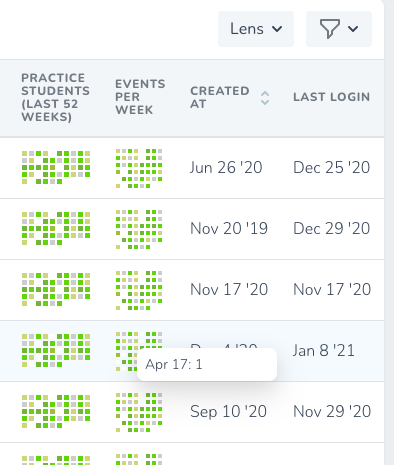 Lens
PRACTICE
STUDENTS
(LAST 52
WEEKS)
EVENTS
PER
WEEK
CREATED
AT
LAST LOGIN
Jun 26 '20
Dec 25 '20
Nov 20 '19
Dec 29 '20
Nov 17 '20
Nov 17 '20
Jan 8 '21
Apr 17: 1
Sep 10 '20
Nov 29 '20